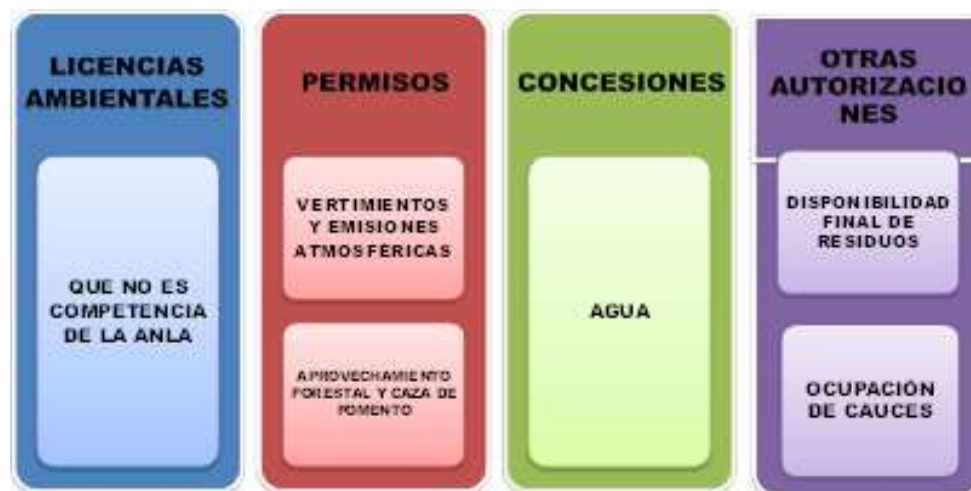 LICENCIAS
AMBIENTALES
QUE NO ES
COMPETENCIA
DE LA ANLA
PERMISOS
VERTIMIENTOS
Y EMISIONES
ATMOSFÉRICAS
APROVECHAMIENTO
FORESTAL Y CAZA DE
FOMENTO
CONCESIONES
AGUA
OTRAS
AUTORIZACIO
NES
DISPONIBILIDAD
FINAL DE
RESIDUOS
OCUPACIÓN
DE CAUCES